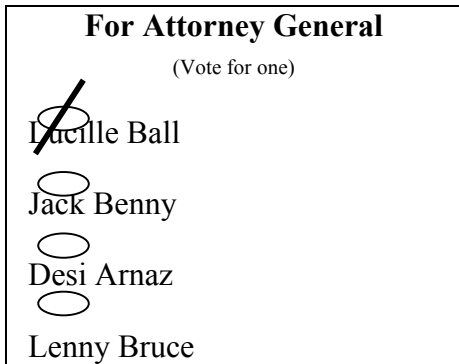 For Attorney General
(Vote for one)
Lucille Ball
Jack Benny
Desi Arnaz
Lenny Bruce